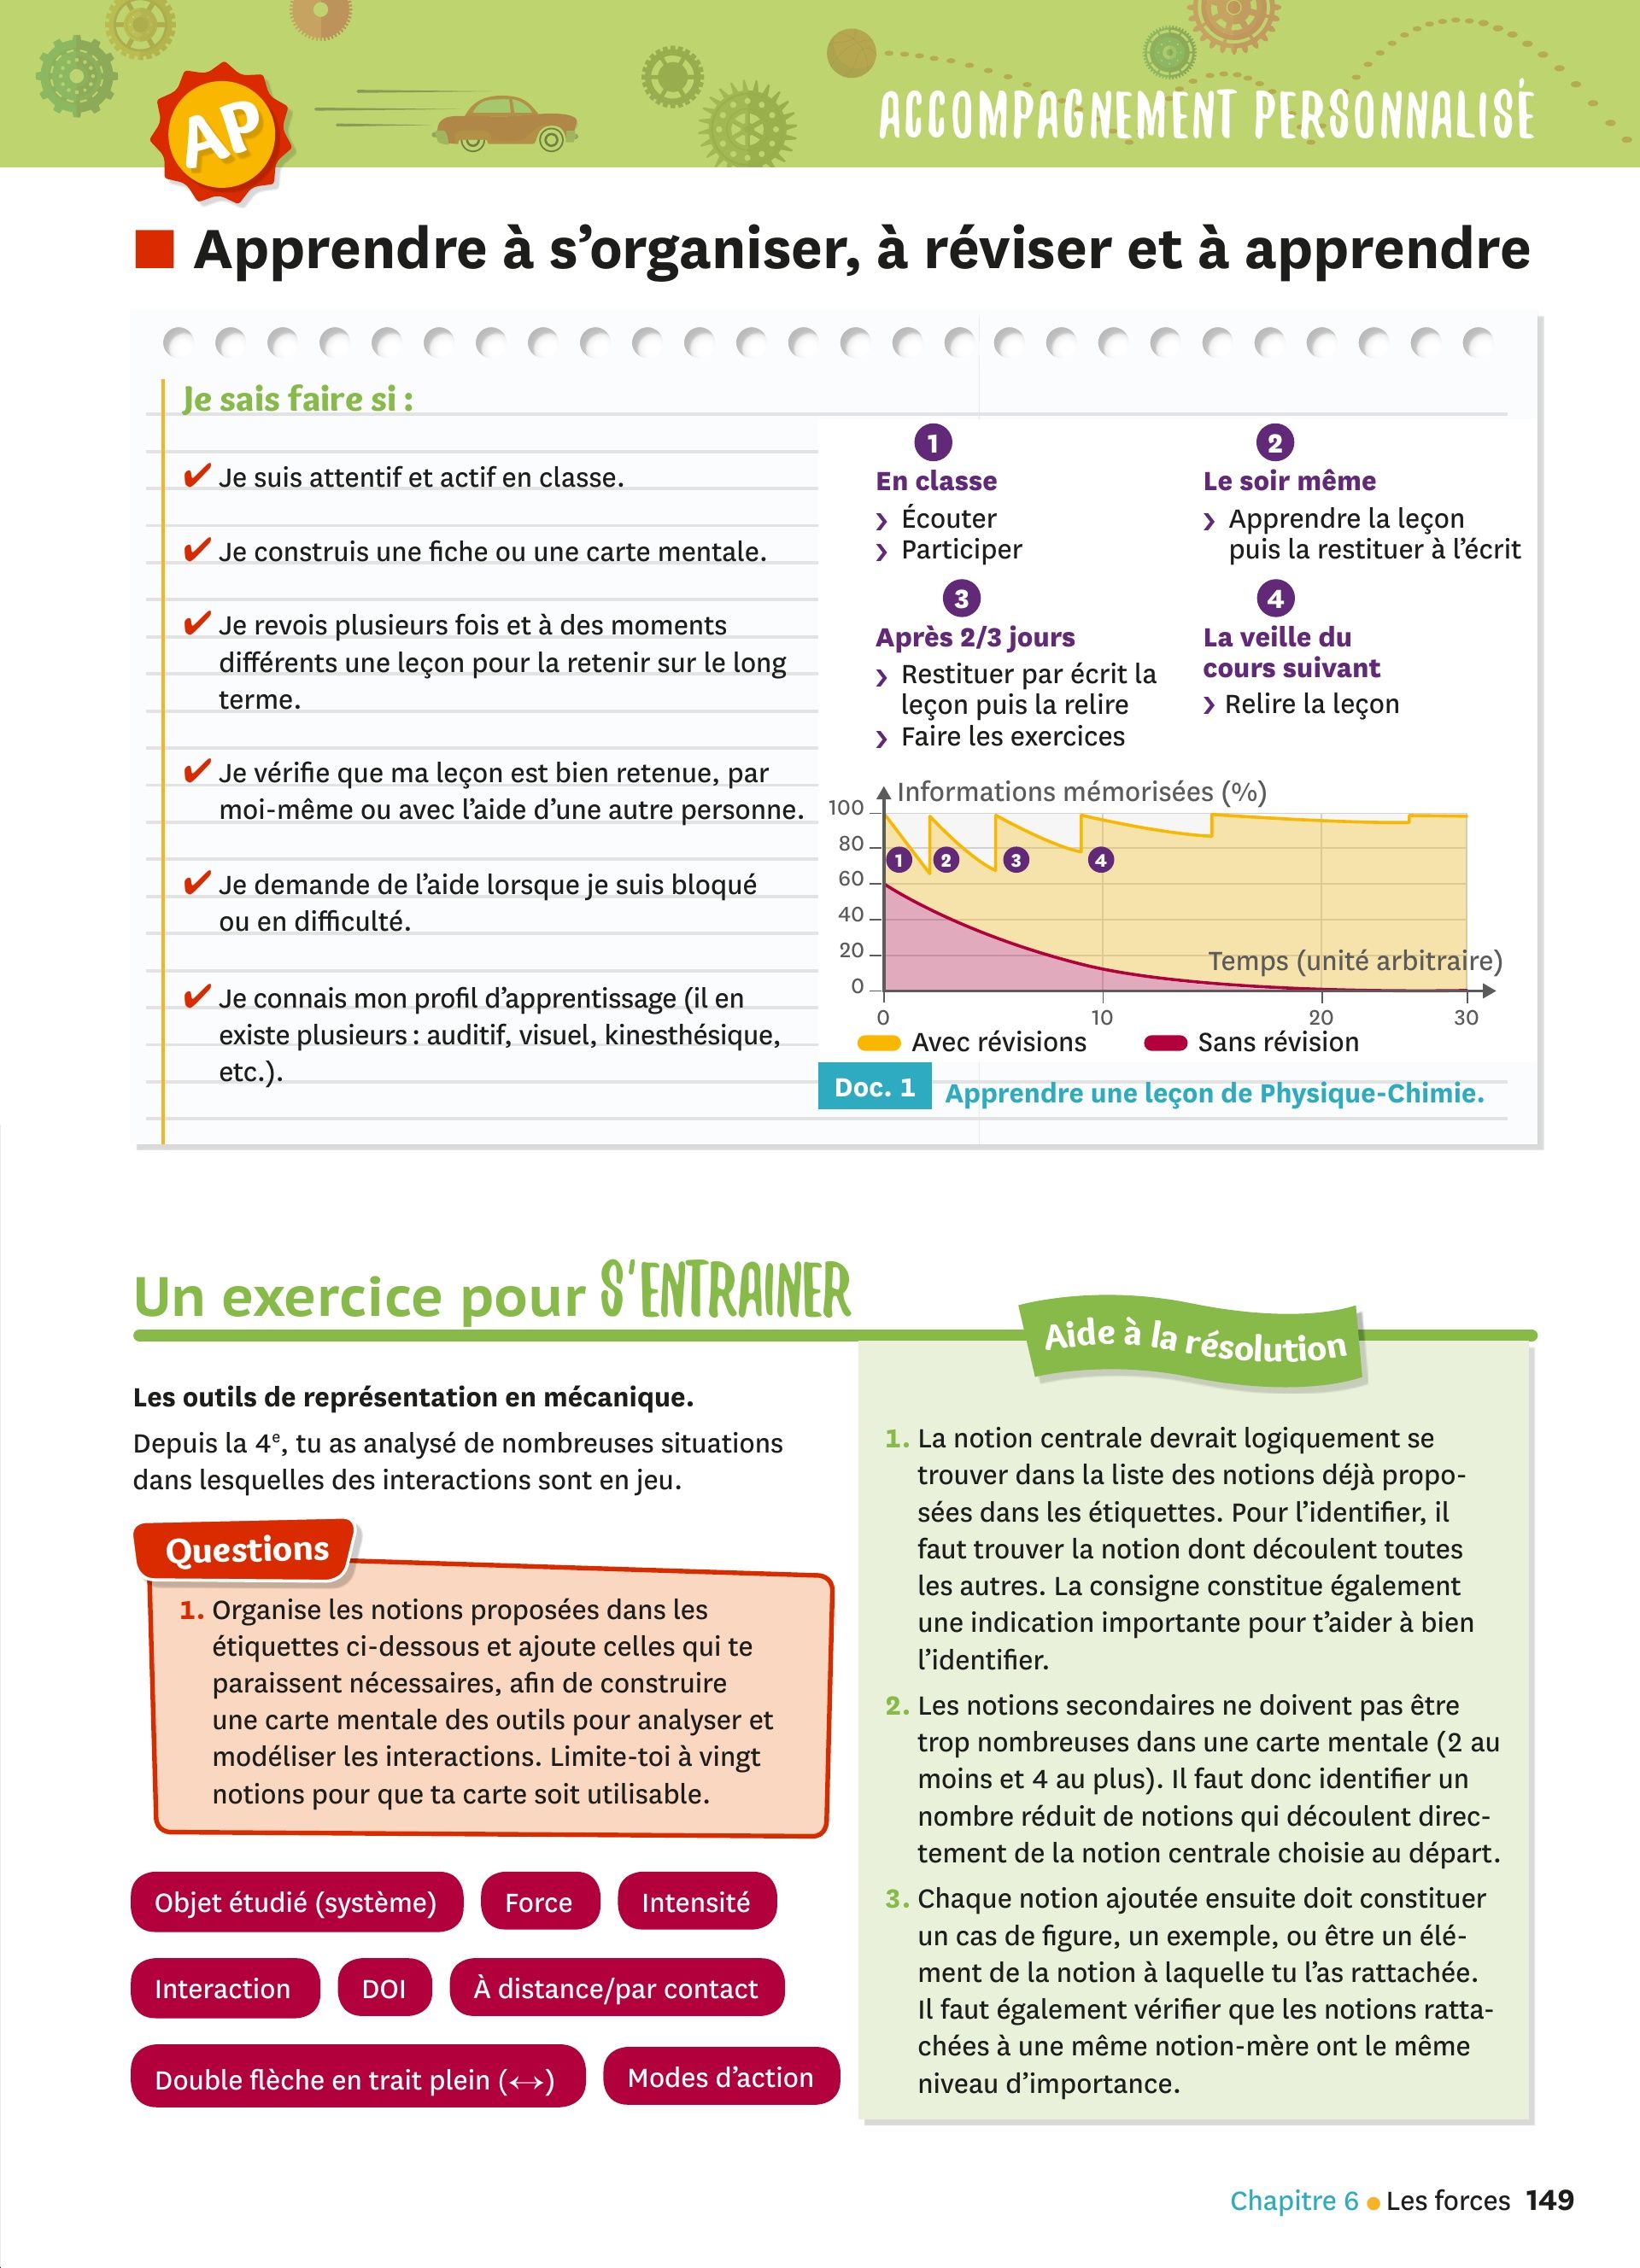 AP
ACCOMPAGNEMENT PERSONNALISÉ
Apprendre à s'organiser, à réviser et à apprendre
Je sais faire si :
✔ Je suis attentif et actif en classe.
✔ Je construis une fiche ou une carte mentale.
✔ Je revois plusieurs fois et à des moments
différents une leçon pour la retenir sur le long
terme.
✔ Je vérifie que ma leçon est bien retenue, par
moi-même ou avec l'aide d'une autre personne.
✔ Je demande de l'aide lorsque je suis bloqué
ou en difficulté.
✔ Je connais mon profil d'apprentissage (il en
existe plusieurs : auditif, visuel, kinesthésique,
etc.).
1
En classe
› Écouter
› Participer
2
Le soir même
› Apprendre la leçon
puis la restituer à l'écrit
3
Après 2/3 jours
› Restituer par écrit la
leçon puis la relire
› Faire les exercices
4
La veille du
cours suivant
› Relire la leçon
Informations mémorisées (%)
100
80
60
40
20
0
1 2 3 4
Temps (unité arbitraire)
0 10 20 30
Avec révisions Sans révision
Doc. 1 Apprendre une leçon de Physique-Chimie.
Un exercice pour S'ENTRAINER
Les outils de représentation en mécanique.
Depuis la 4e, tu as analysé de nombreuses situations
dans lesquelles des interactions sont en jeu.
Questions
1. Organise les notions proposées dans les
étiquettes ci-dessous et ajoute celles qui te
paraissent nécessaires, afin de construire
une carte mentale des outils pour analyser et
modéliser les interactions. Limite-toi à vingt
notions pour que ta carte soit utilisable.
Objet étudié (système) Force Intensité
Interaction DOI À distance/par contact
Double flèche en trait plein (↔) Modes d'action
Aide à la résolution
1. La notion centrale devrait logiquement se
trouver dans la liste des notions déjà propo-
sées dans les étiquettes. Pour l'identifier, il
faut trouver la notion dont découlent toutes
les autres. La consigne constitue également
une indication importante pour t'aider à bien
l'identifier.
2. Les notions secondaires ne doivent pas être
trop nombreuses dans une carte mentale (2 au
moins et 4 au plus). Il faut donc identifier un
nombre réduit de notions qui découlent direc-
tement de la notion centrale choisie au départ.
3. Chaque notion ajoutée ensuite doit constituer
un cas de figure, un exemple, ou être un élé-
ment de la notion à laquelle tu l'as rattachée.
Il faut également vérifier que les notions ratta-
chées à une même notion-mère ont le même
niveau d'importance.
Chapitre 6 • Les forces 149